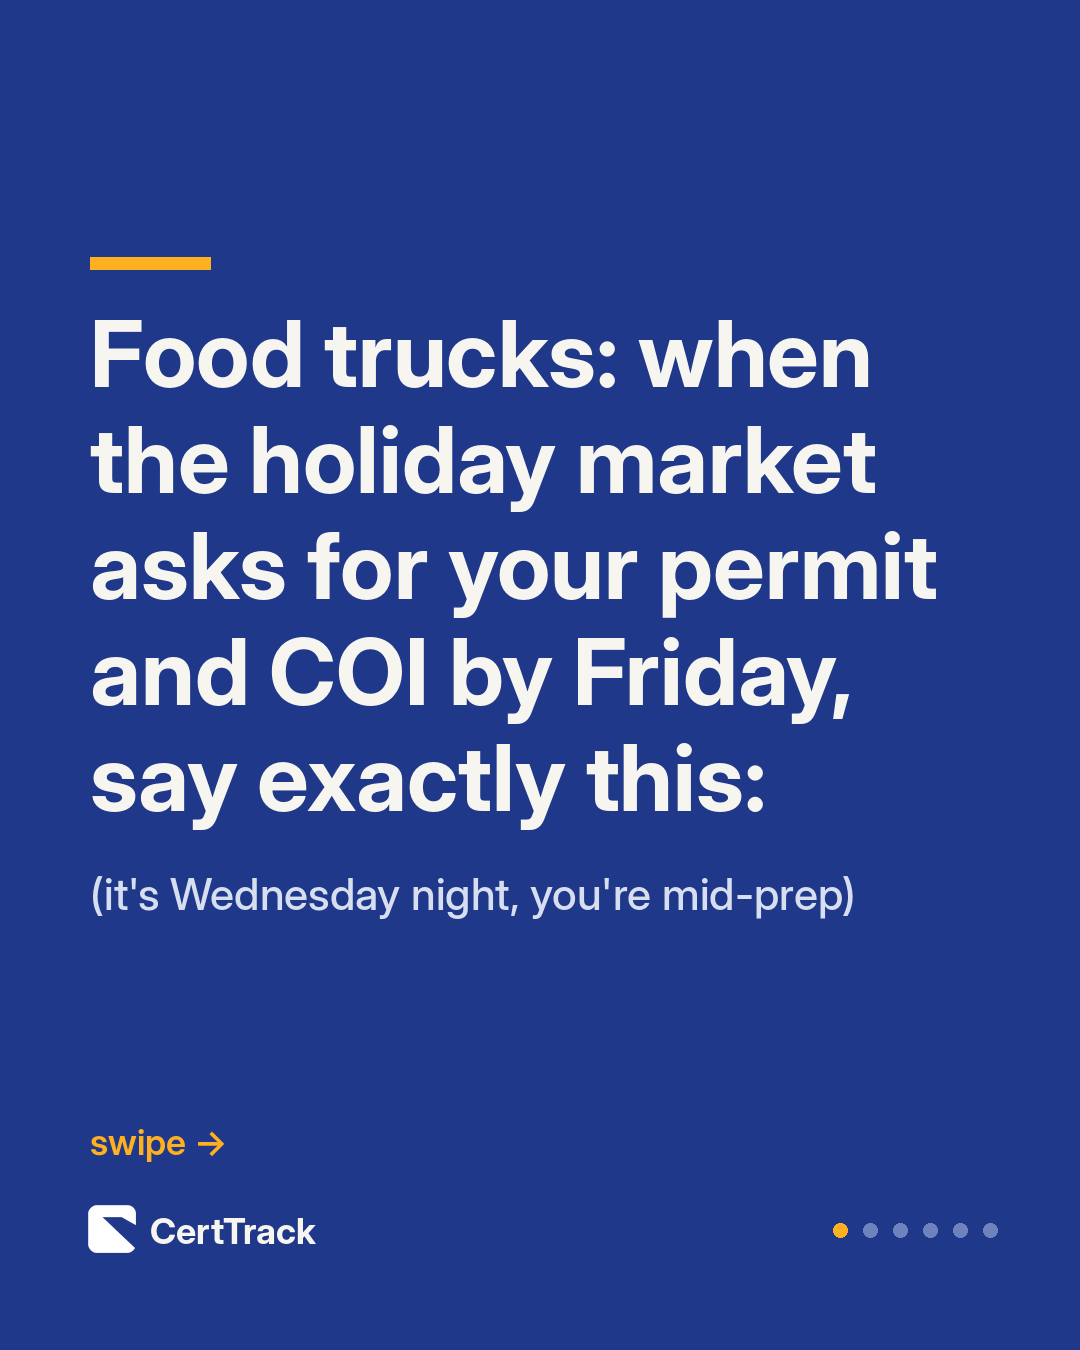 Food trucks: when
the holiday market
asks for your permit
and COI by Friday,
say exactly this:
(it's Wednesday night, you're mid-prep)
swipe →
CertTrack